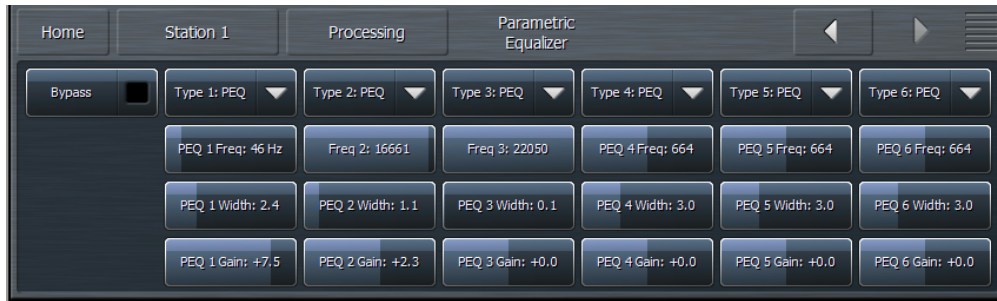 Home
Station 1
Processing
Parametric
Equalizer
Bypass
Type 1: PEQ
Type 2: PEQ
Type 3: PEQ
Type 4: PEQ
Type 5: PEQ
Type 6: PEQ
PEQ 1 Freq: 46 Hz
Freq 2: 16661
Freq 3: 22050
PEQ 4 Freq: 664
PEQ 5 Freq: 664
PEQ 6 Freq: 664
PEQ 1 Width: 2.4
PEQ 2 Width: 1.1
PEQ 3 Width: 0.1
PEQ 4 Width: 3.0
PEQ 5 Width: 3.0
PEQ 6 Width: 3.0
PEQ 1 Gain: +7.5
PEQ 2 Gain: +2.3
PEQ 3 Gain: +0.0
PEQ 4 Gain: +0.0
PEQ 5 Gain: +0.0
PEQ 6 Gain: +0.0